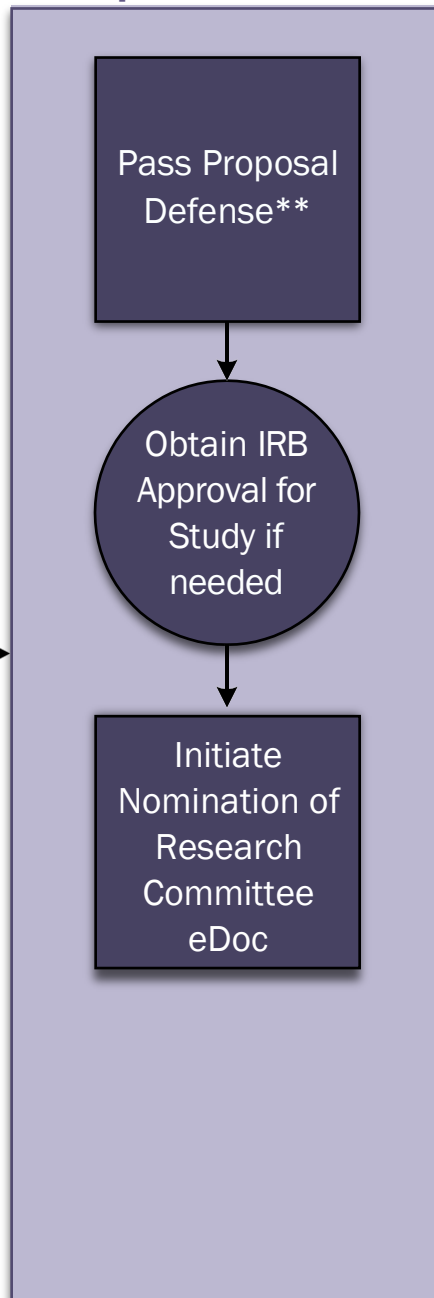 Pass Proposal
Defense**
Obtain IRB
Approval for
Study if
needed
Initiate
Nomination of
Research
Committee
eDoc